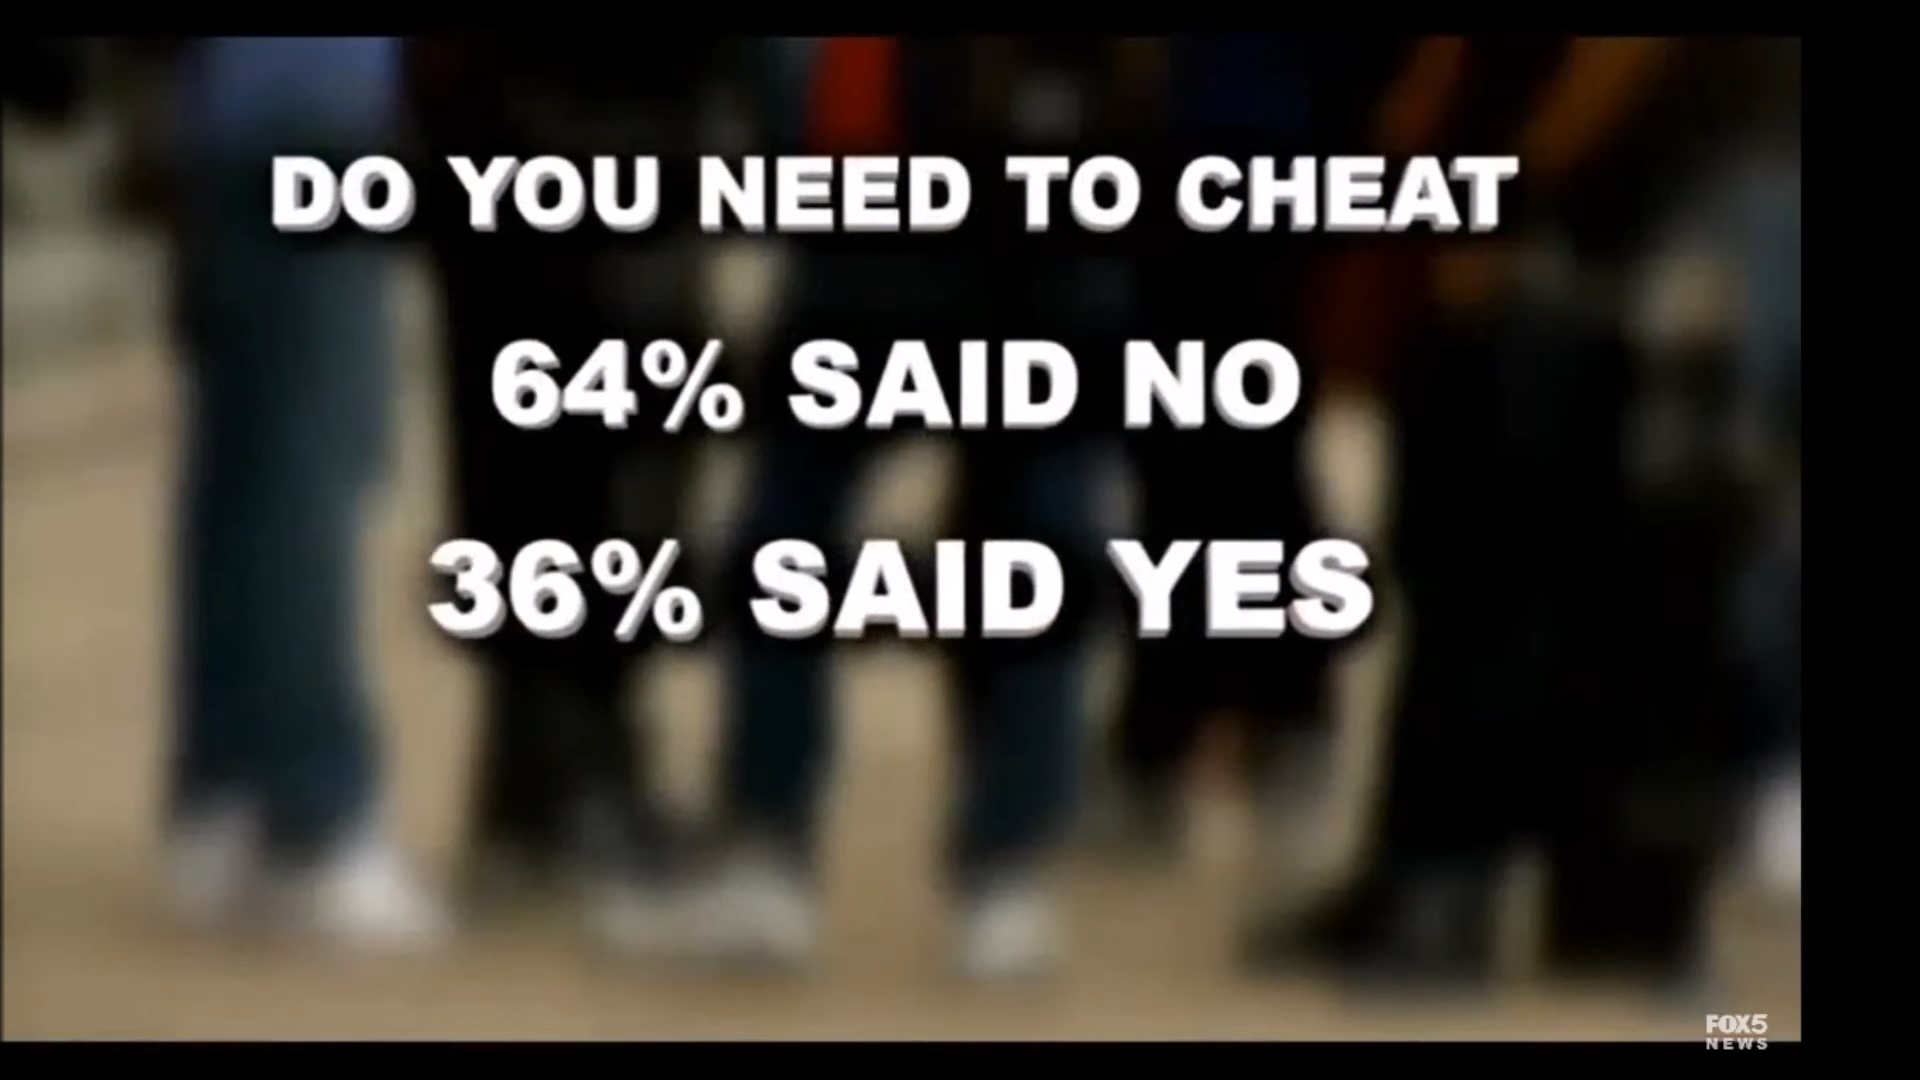 DO YOU NEED TO CHEAT
64% SAID NO
36% SAID YES
FOX5
NEWS